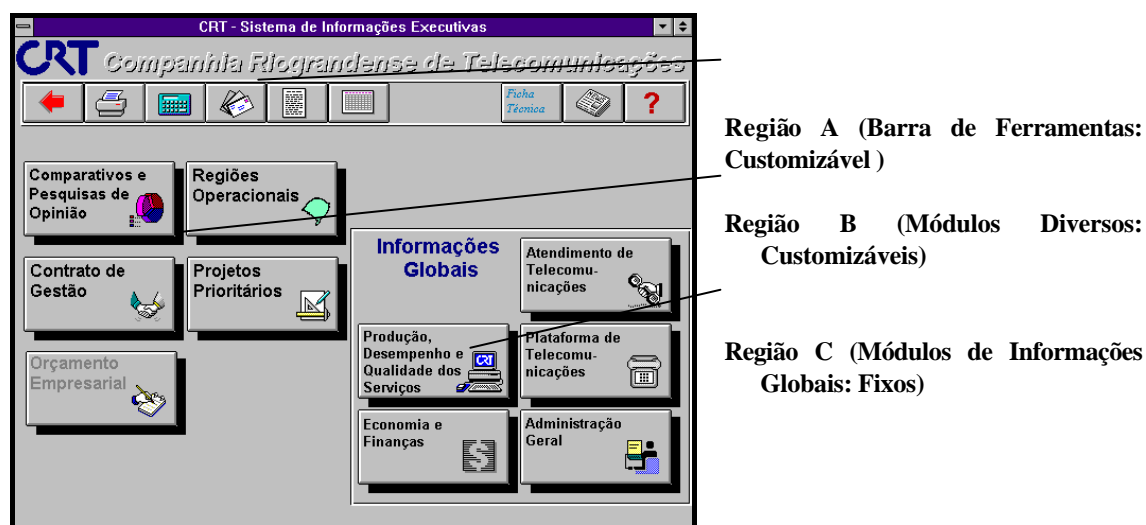 CRT - Sistema de Informações Executivas
CRT Companhia Riograndense de Telecomunicações
Ficha
Técnica
?
Comparativos e
Pesquisas de
Opinião
Regiões
Operacionais
Contrato de
Gestão
Projetos
Prioritários
Orçamento
Empresarial
Informações
Globais
Atendimento de
Telecomu-
nicações
Produção,
Desempenho e
Qualidade dos
Serviços
CRT
Plataforma de
Telecomu-
nicações
Economia e
Finanças
$
Administração
Geral
Região A (Barra de Ferramentas:
Customizável )
Região B (Módulos Diversos:
Customizáveis)
Região C (Módulos de Informações
Globais: Fixos)